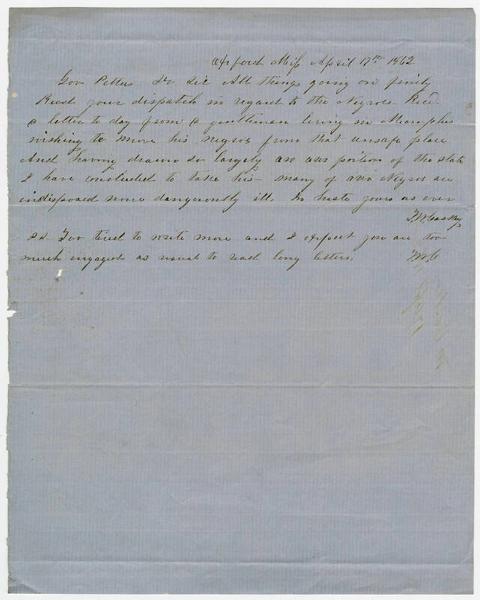 Oxford Miss April 17th 1862
Gov Pettus Dr Sir All things going on finely
Recd your dispatch in regard to the Negroes Recd
a letter to day from a gentleman living in Memphis
wishing to move his negros from that unsafe place
And having drawn so largely on our portion of the State
I have concluded to take his - many of our Negros are
indisposed none dangerously ill. In haste yours as ever
P.S. Too tired to write more and I expect you are too
much engaged as usual to read long letters.